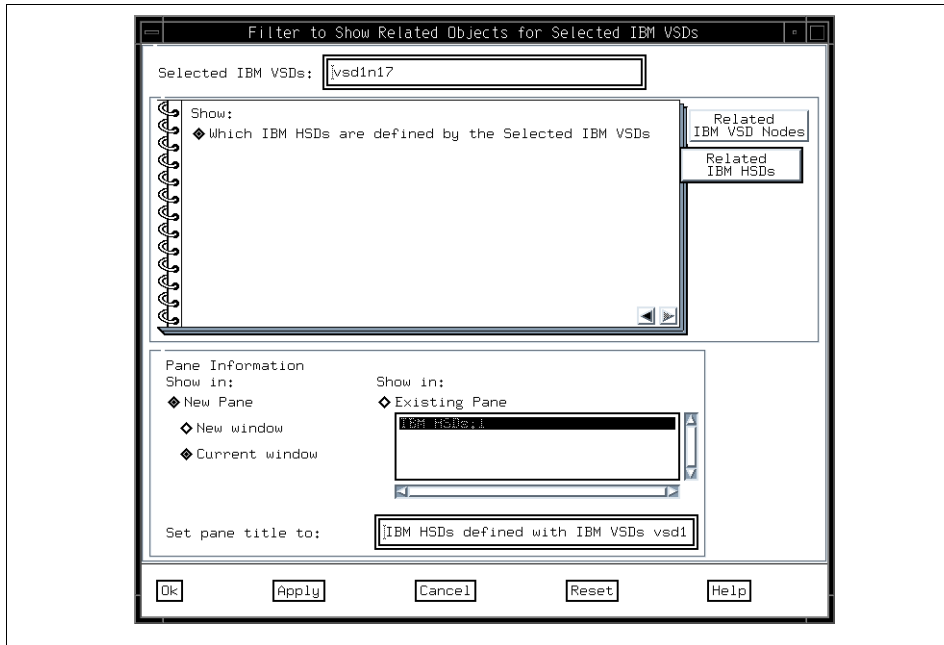 Filter to Show Related Objects for Selected IBM VSDs
Selected IBM VSDs: vsd1n17
Show:
Which IBM HSDs are defined by the Selected IBM VSDs
Related
IBM VSD Nodes
Related
IBM HSDs
Pane Information
Show in:
New Pane
New window
Current window
Show in:
Existing Pane
IBM HSDs:1
Set pane title to: IBM HSDs defined with IBM VSDs vsd1
Ok Apply Cancel Reset Help